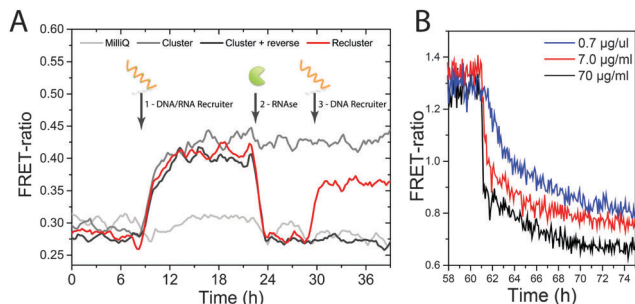 A
MilliQ
Cluster
Cluster + reverse
Recluster
1 - DNA/RNA Recruiter
2 - RNAse
3 - DNA Recruiter
FRET-ratio
0.60
0.55
0.50
0.45
0.40
0.35
0.30
0.25
0
6
12
18
24
30
36
Time (h)
B
0.7 µg/ul
7.0 µg/ml
70 µg/ml
FRET-ratio
1.4
1.2
1.0
0.8
0.6
58
60
62
64
66
68
70
72
74
Time (h)